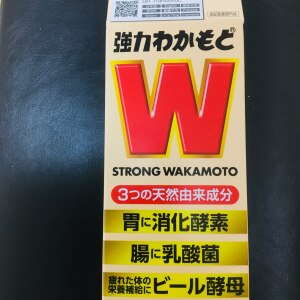 強力わかもと®
W
STRONG WAKAMOTO
3つの天然由来成分
胃に消化酵素
腸に乳酸菌
疲れた体の
栄養補給に ビール酵母